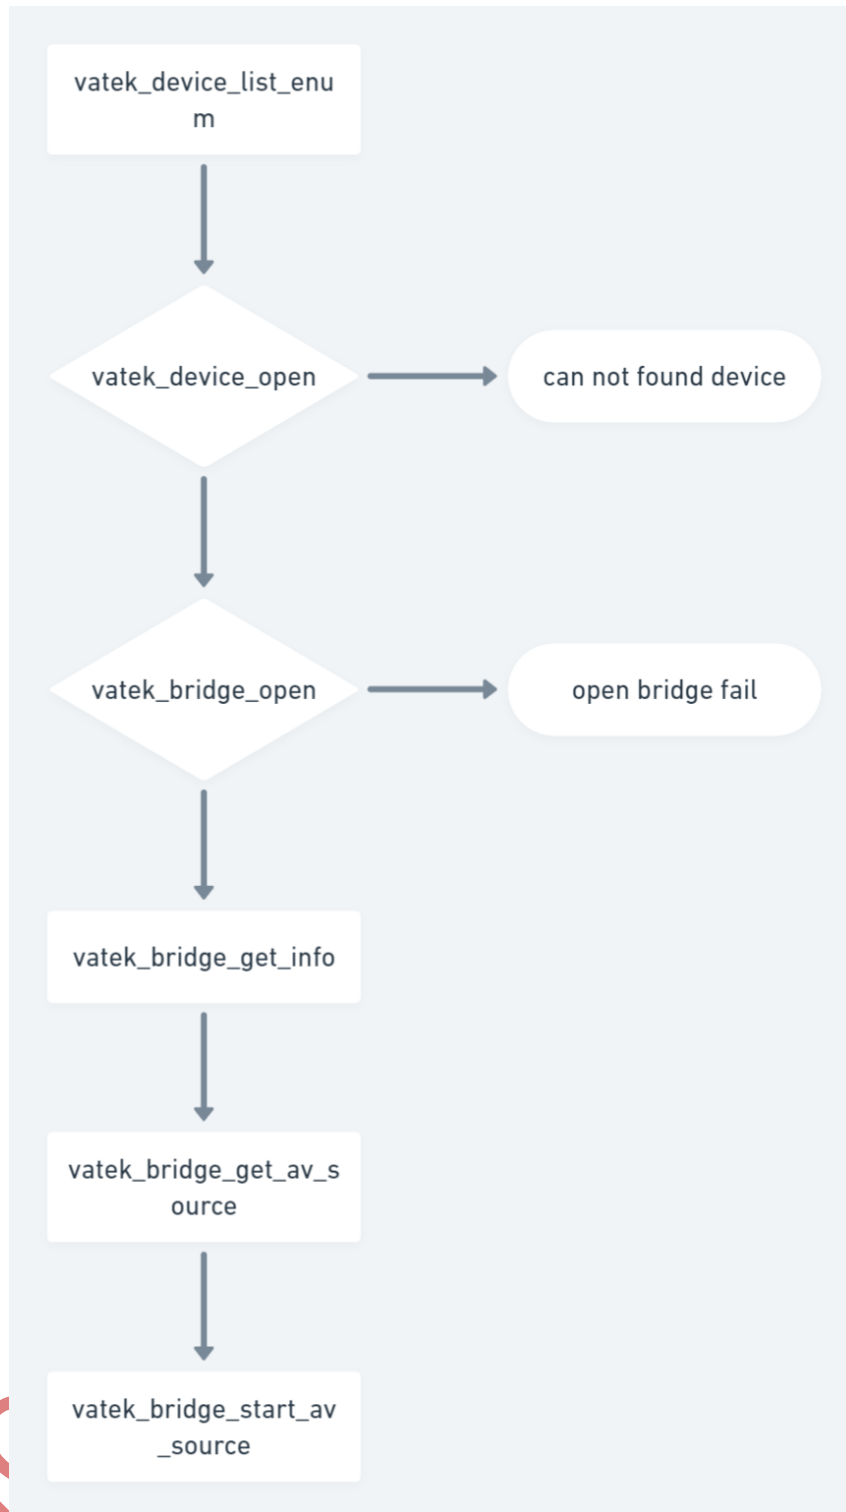 vatek_device_list_enu
m
vatek_device_open
can not found device
vatek_bridge_open
open bridge fail
vatek_bridge_get_info
vatek_bridge_get_av_s
ource
vatek_bridge_start_av
_source